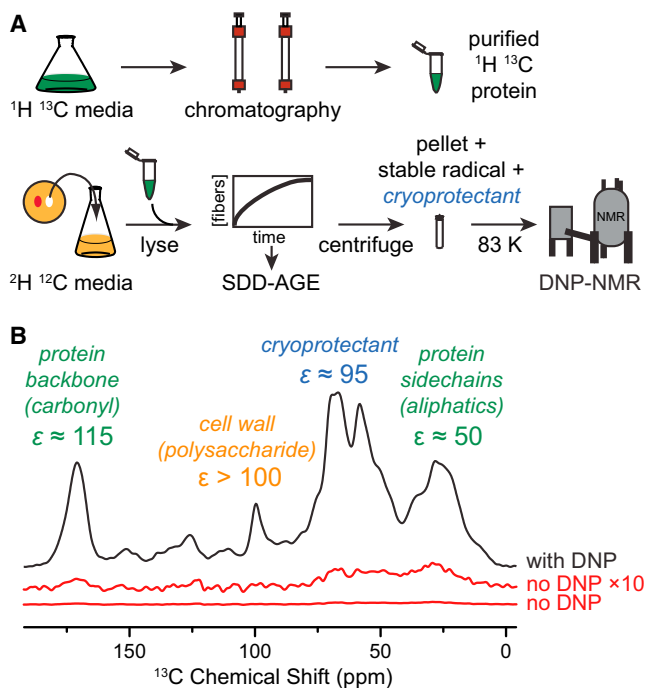 A
¹H ¹³C media
chromatography
purified
¹H ¹³C
protein
²H ¹²C media
lyse
[fibers]
time
SDD-AGE
centrifuge
pellet +
stable radical +
cryoprotectant
83 K
NMR
DNP-NMR
B
protein
backbone
(carbonyl)
ε ≈ 115
cell wall
(polysaccharide)
ε > 100
cryoprotectant
ε ≈ 95
protein
sidechains
(aliphatics)
ε ≈ 50
with DNP
no DNP ×10
no DNP
150 100 50 0
¹³C Chemical Shift (ppm)